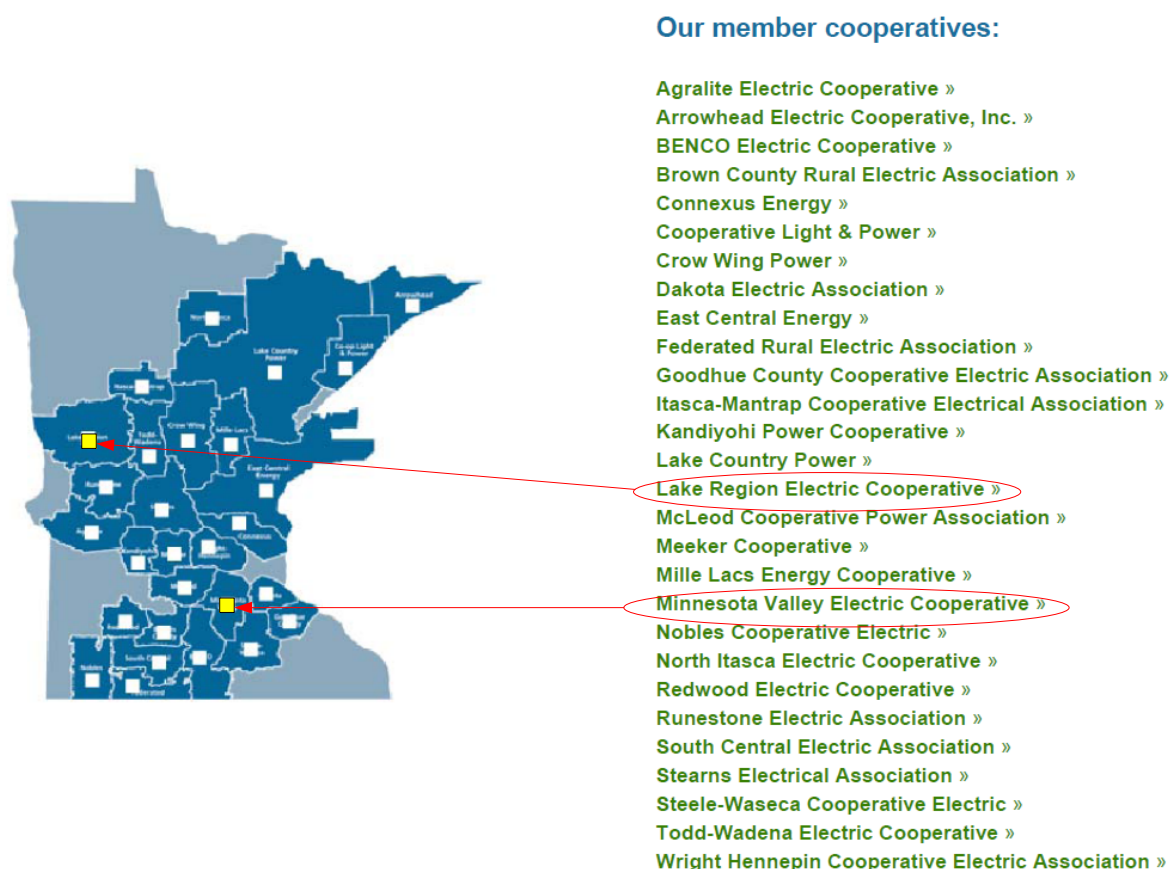 Our member cooperatives:
Agralite Electric Cooperative »
Arrowhead Electric Cooperative, Inc. »
BENCO Electric Cooperative »
Brown County Rural Electric Association »
Connexus Energy »
Cooperative Light & Power »
Crow Wing Power »
Dakota Electric Association »
East Central Energy »
Federated Rural Electric Association »
Goodhue County Cooperative Electric Association »
Itasca-Mantrap Cooperative Electrical Association »
Kandiyohi Power Cooperative »
Lake Country Power »
Lake Region Electric Cooperative »
McLeod Cooperative Power Association »
Meeker Cooperative »
Mille Lacs Energy Cooperative »
Minnesota Valley Electric Cooperative »
Nobles Cooperative Electric »
North Itasca Electric Cooperative »
Redwood Electric Cooperative »
Runestone Electric Association »
South Central Electric Association »
Stearns Electrical Association »
Steele-Waseca Cooperative Electric »
Todd-Wadena Electric Cooperative »
Wright Hennepin Cooperative Electric Association »
Arrowhead
Lake Country
Power
Co-op Light
& Power
Crow Wing
Todd-
Wadena
Mille Lacs
East Central
Energy
Connexus
South Central
Nobles
Federated